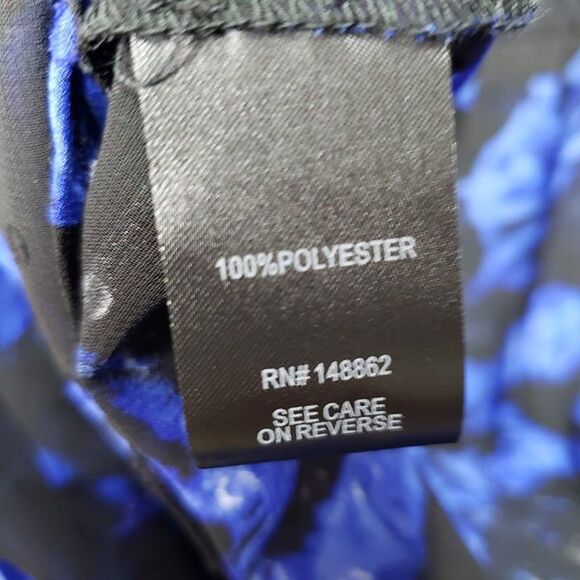 100%POLYESTER
RN# 148862
SEE CARE
ON REVERSE